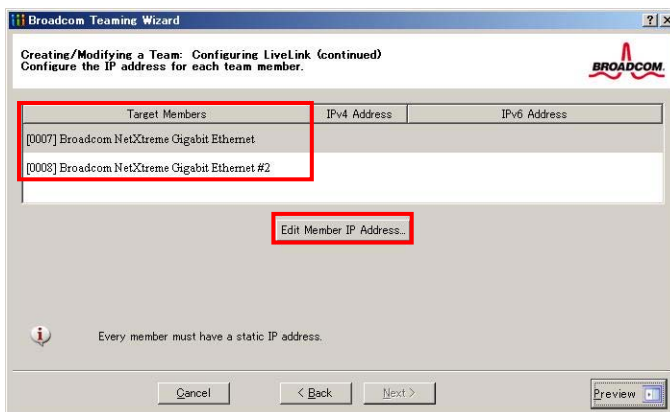 Broadcom Teaming Wizard
Creating/Modifying a Team: Configuring LiveLink (continued)
Configure the IP address for each team member.
BROADCOM.
Target Members IPv4 Address IPv6 Address
[0007] Broadcom NetXtreme Gigabit Ethernet
[0008] Broadcom NetXtreme Gigabit Ethernet #2
Edit Member IP Address...
Every member must have a static IP address.
Cancel < Back Next > Preview